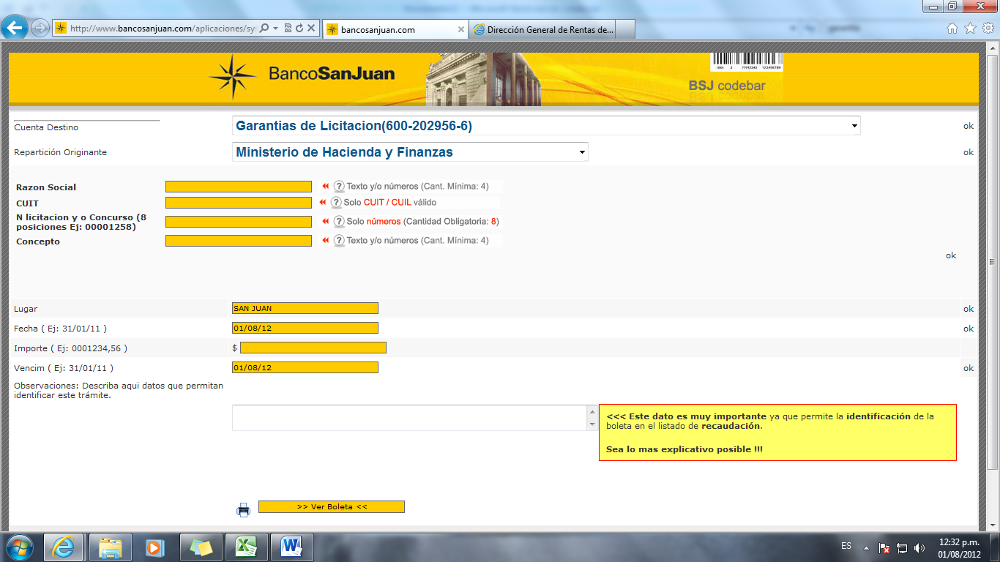 http://www.bancosanjuan.com/aplicaciones/sy
bancosanjuan.com
Dirección General de Rentas de...
BancoSanJuan
BSJ codebar
Cuenta Destino
Garantias de Licitacion(600-202956-6)
ok
Repartición Originante
Ministerio de Hacienda y Finanzas
ok
Razon Social
? Texto y/o números (Cant. Mínima: 4)
CUIT
? Solo CUIT / CUIL válido
N licitacion y o Concurso (8
posiciones Ej: 00001258)
? Solo números (Cantidad Obligatoria: 8)
Concepto
? Texto y/o números (Cant. Mínima: 4)
ok
Lugar
SAN JUAN
ok
Fecha ( Ej: 31/01/11 )
01/08/12
ok
Importe ( Ej: 0001234,56 )
$
Vencim ( Ej: 31/01/11 )
01/08/12
ok
Observaciones: Describa aqui datos que permitan
identificar este trámite.
<<< Este dato es muy importante ya que permite la identificación de la
boleta en el listado de recaudación.
Sea lo mas explicativo posible !!!
>> Ver Boleta <<
ES
12:32 p.m.
01/08/2012